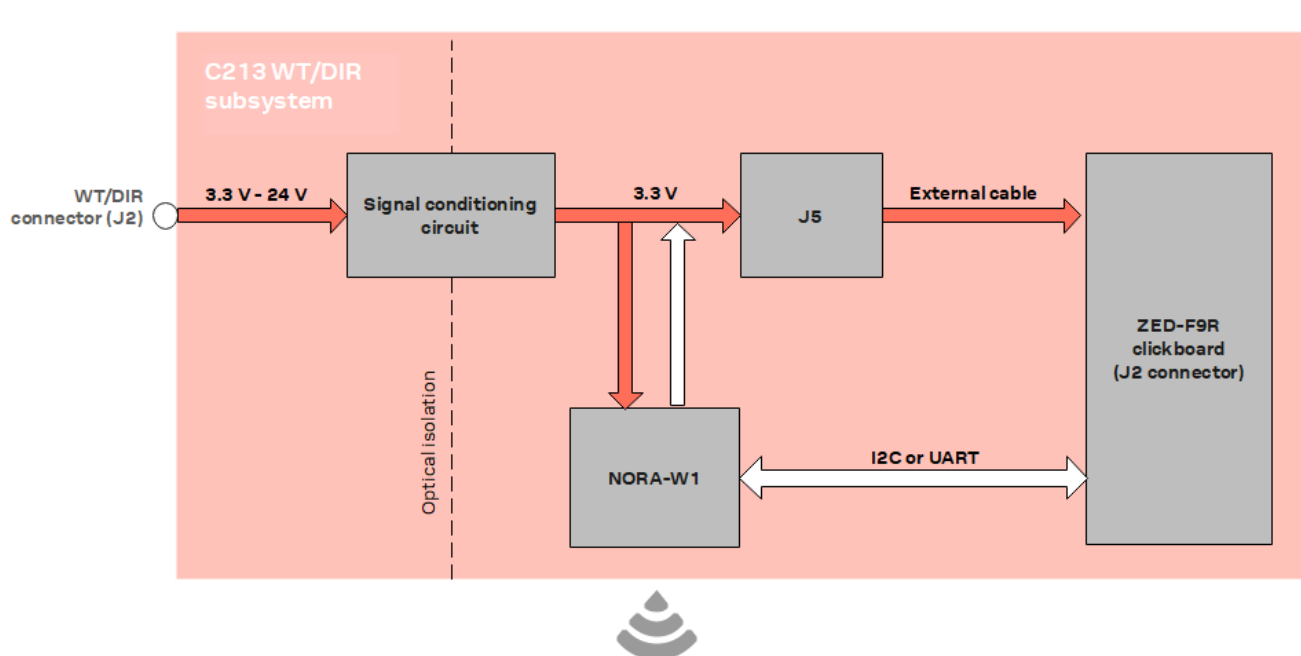 C213 WT/DIR
subsystem
WT/DIR
connector (J2)
3.3 V - 24 V
Signal conditioning
circuit
3.3 V
J5
External cable
ZED-F9R
clickboard
(J2 connector)
Optical isolation
NORA-W1
I2C or UART